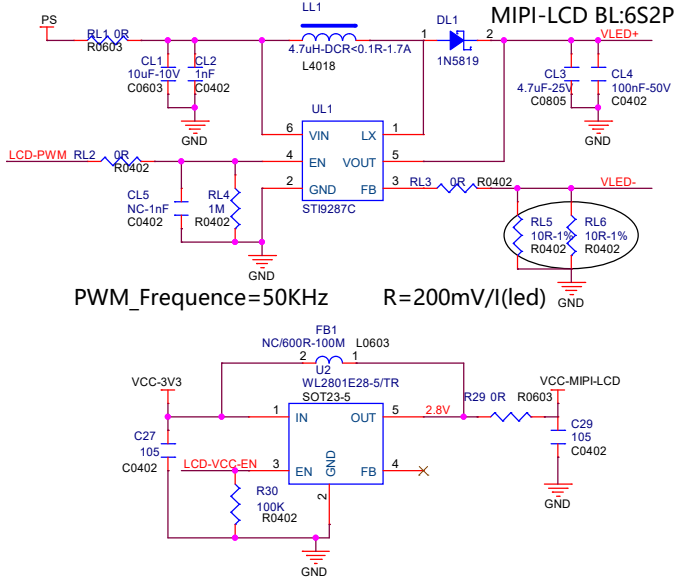 LL1
PS
DL1
MIPI-LCD BL:6S2P
RL1 0R
R0603
4.7uH-DCR<0.1R-1.7A
L4018
1
2
1N5819
VLED+
CL1
10uF-10V
C0603
CL2
1nF
C0402
CL3
4.7uF-25V
C0805
CL4
100nF-50V
C0402
GND
GND
UL1
6
VIN
LX
1
LCD-PWM
RL2
0R
R0402
4
EN
VOUT
5
2
GND
FB
3
RL3
0R
R0402
VLED-
STI9287C
CL5
NC-1nF
C0402
RL4
1M
R0402
RL5
10R-1%
R0402
RL6
10R-1%
R0402
GND
GND
PWM_Frequence=50KHz
R=200mV/I(led)
FB1
NC/600R-100M
L0603
2
1
U2
WL2801E28-5/TR
SOT23-5
VCC-3V3
VCC-MIPI-LCD
1
IN
OUT
5
2.8V
R29 0R
R0603
C27
105
C0402
C29
105
C0402
LCD-VCC-EN
3
EN
GND
FB
4
2
R30
100K
R0402
GND
GND